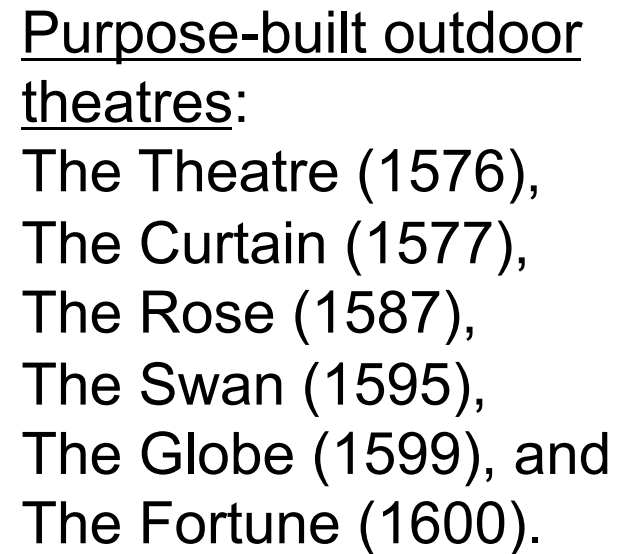 Purpose-built outdoor
theatres:
The Theatre (1576),
The Curtain (1577),
The Rose (1587),
The Swan (1595),
The Globe (1599), and
The Fortune (1600).